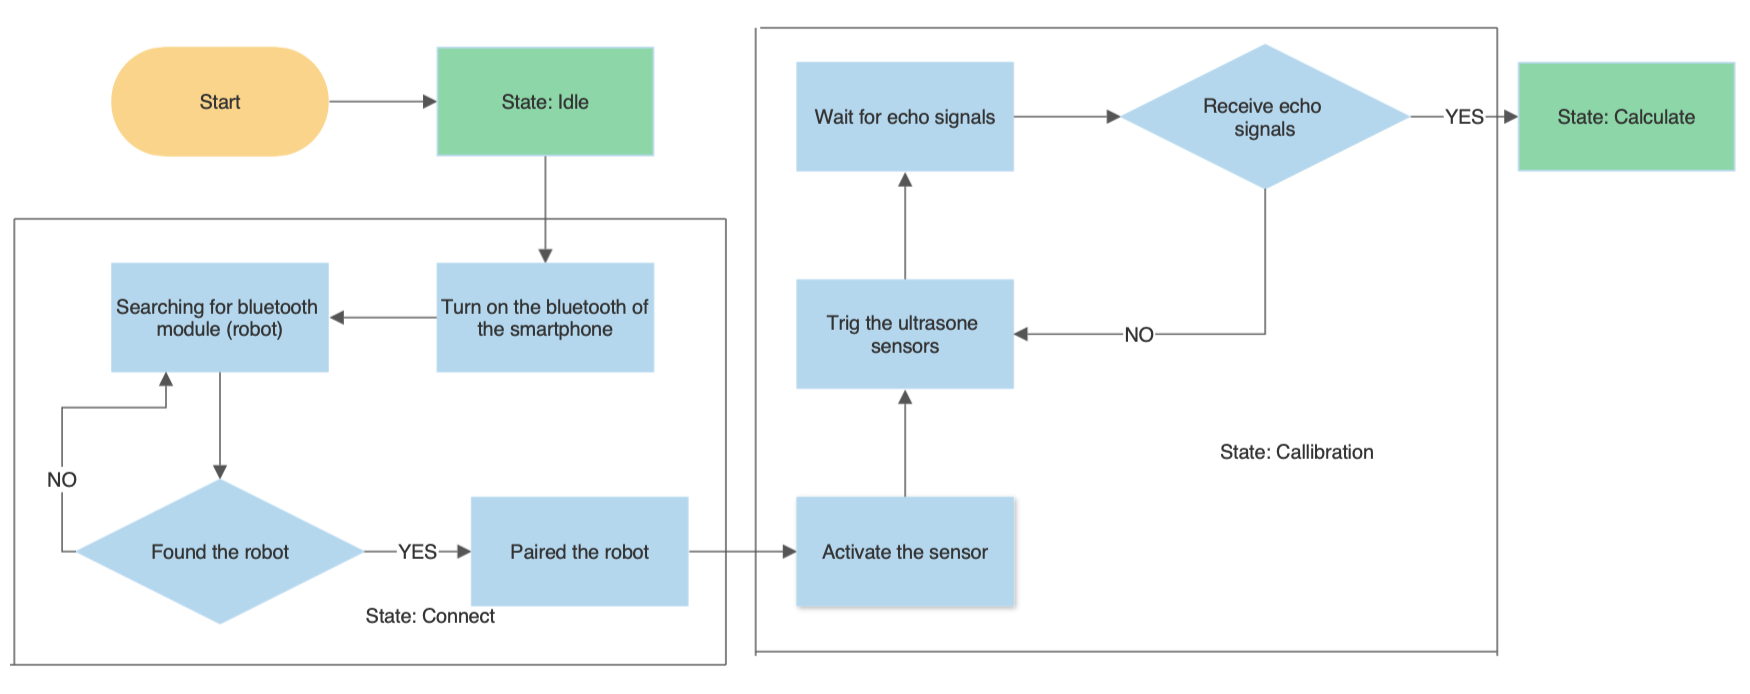 Start
State: Idle
Turn on the bluetooth of
the smartphone
Searching for bluetooth
module (robot)
NO
Found the robot
YES
Paired the robot
State: Connect
Activate the sensor
Trig the ultrasone
sensors
Wait for echo signals
Receive echo
signals
NO
YES
State: Callibration
State: Calculate